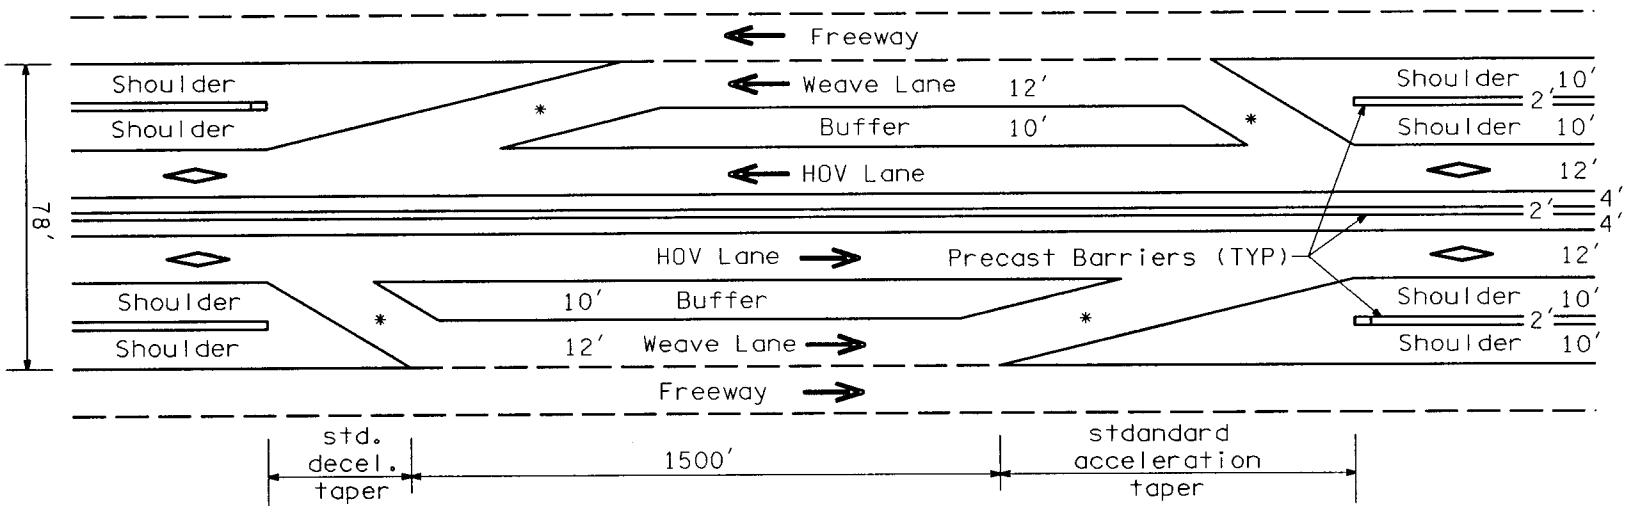 Freeway
Shoulder
Weave Lane 12'
Shoulder 10'
2'
*
*
Shoulder
Buffer 10'
Shoulder 10'
HOV Lane
12'
4'
78'
2'
4'
HOV Lane
Precast Barriers (TYP)
12'
Shoulder
10' Buffer
Shoulder 10'
*
*
2'
Shoulder
12' Weave Lane
Shoulder 10'
Freeway
std.
decel.
taper
1500'
stdandard
acceleration
taper